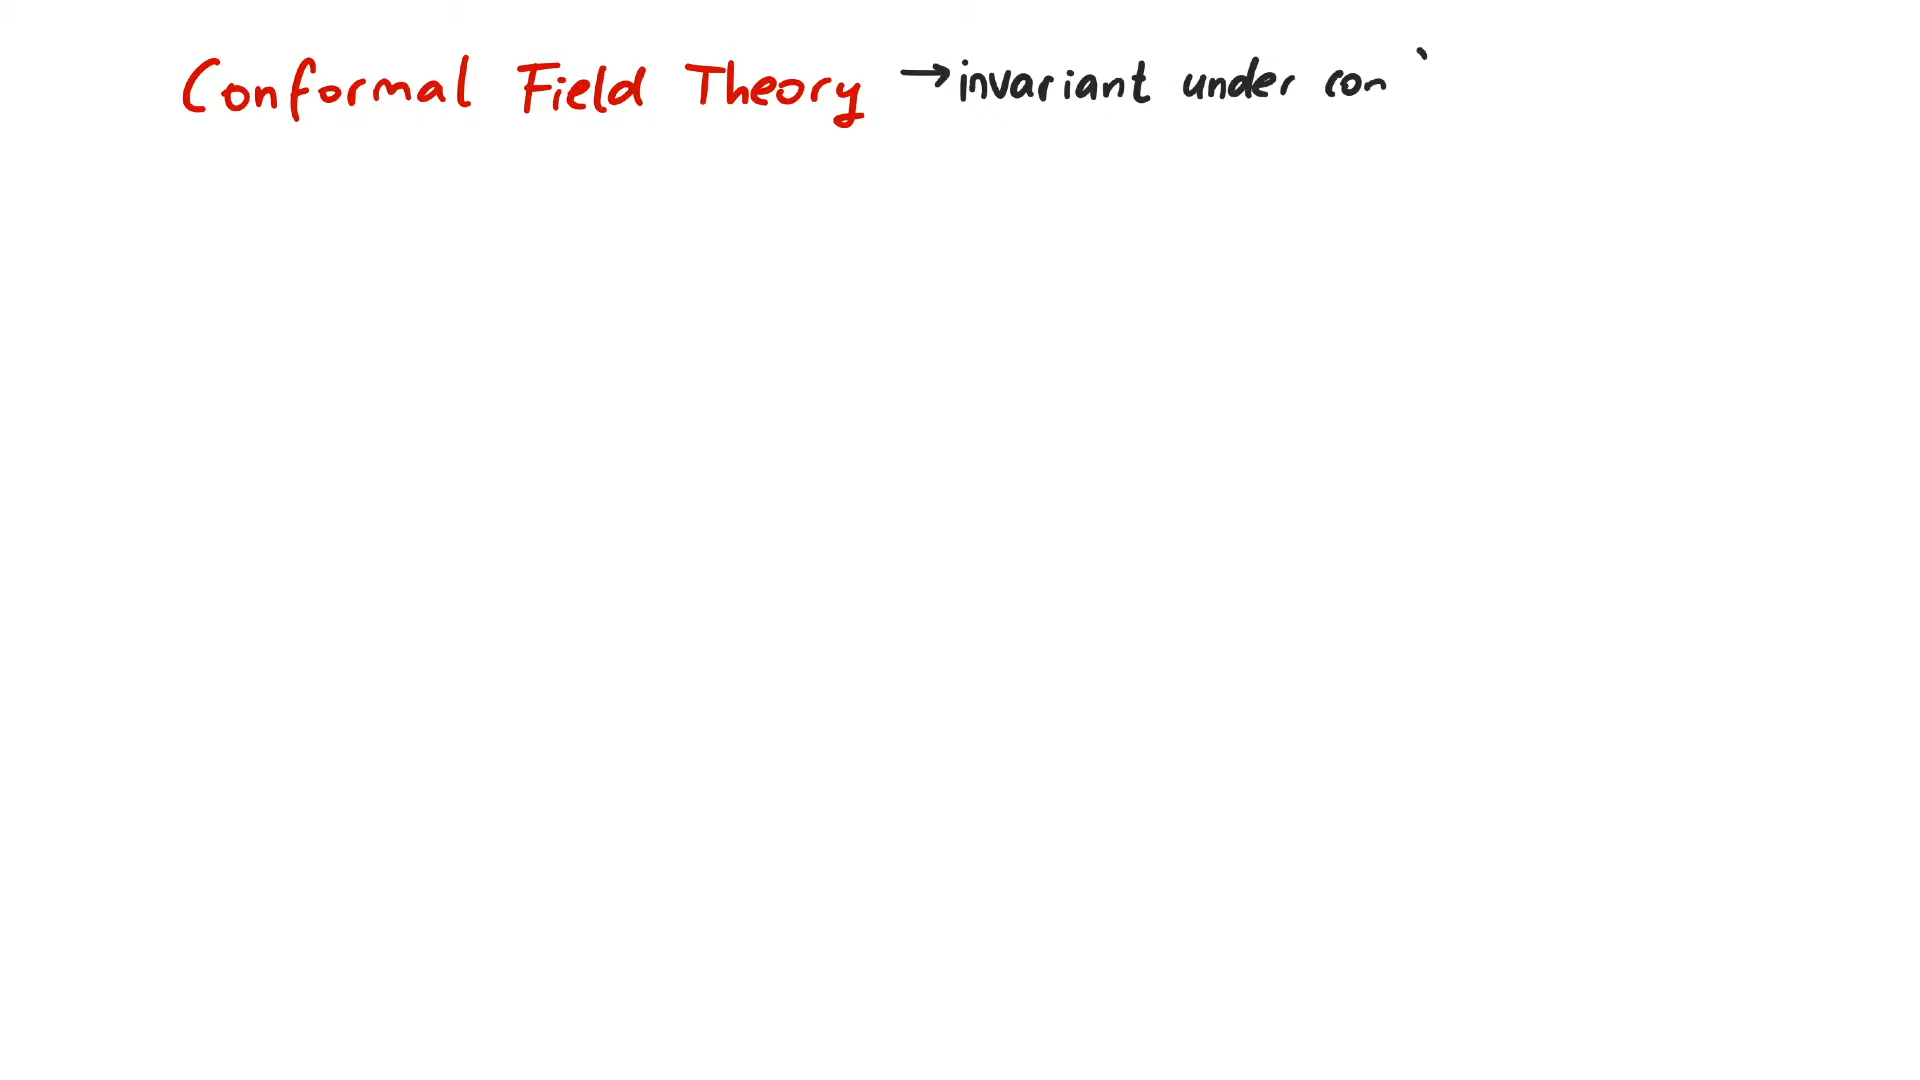 Conformal Field Theory → invariant under con